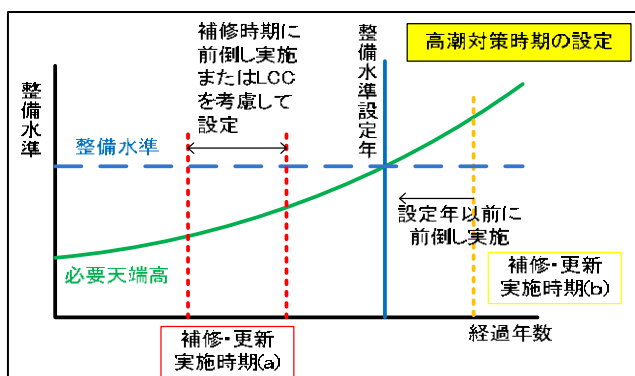 補修時期に
前倒し実施
またはLCC
を考慮して
設定
整備水準設定年
高潮対策時期の設定
整備水準
整備水準
設定年以前に
前倒し実施
必要天端高
補修・更新
実施時期(b)
経過年数
補修・更新
実施時期(a)